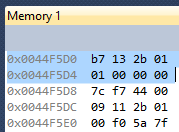 Memory 1
0x0044F5D0 b7 13 2b 01
0x0044F5D4 01 00 00 00
0x0044F5D8 7c f7 44 00
0x0044F5DC 09 11 2b 01
0x0044F5E0 00 f0 5a 7f